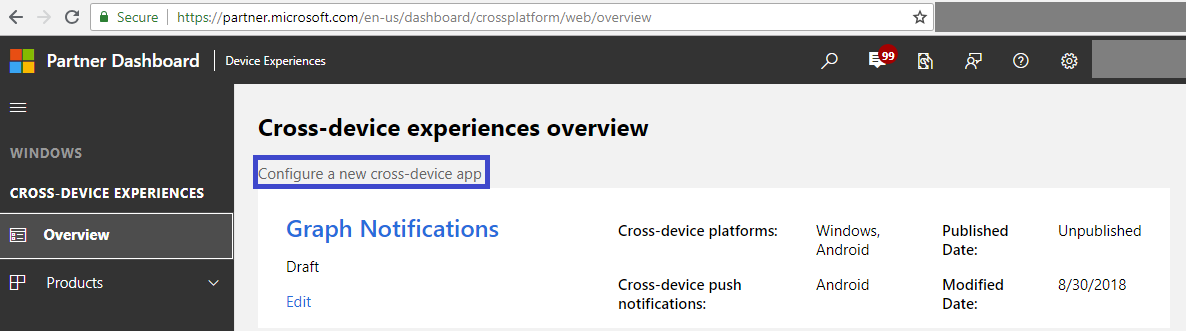 Secure https://partner.microsoft.com/en-us/dashboard/crossplatform/web/overview
Partner Dashboard Device Experiences 99
WINDOWS
CROSS-DEVICE EXPERIENCES
Overview
Products
Cross-device experiences overview
Configure a new cross-device app
Graph Notifications
Draft
Edit
Cross-device platforms:
Windows,
Android
Published
Date:
Unpublished
Cross-device push
notifications:
Android
Modified
Date:
8/30/2018